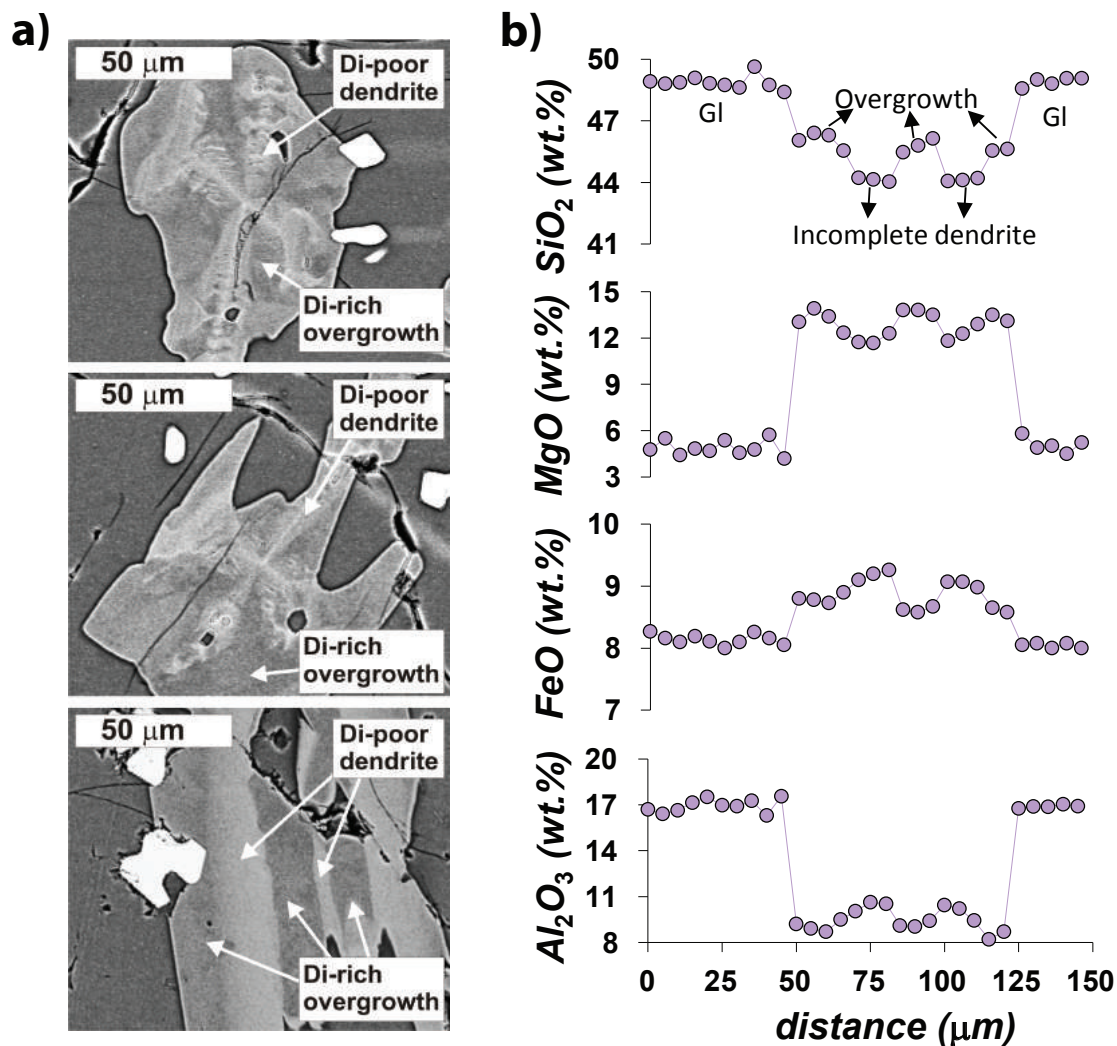 a)
50 μm
Di-poor
dendrite
Di-rich
overgrowth
50 μm
Di-poor
dendrite
Di-rich
overgrowth
50 μm
Di-poor
dendrite
Di-rich
overgrowth
b)
SiO₂ (wt.%)
50
47
44
41
Gl
Overgrowth
Gl
Incomplete dendrite
MgO (wt.%)
15
12
9
6
3
FeO (wt.%)
10
9
8
7
Al₂O₃ (wt.%)
20
17
14
11
8
0 25 50 75 100 125 150
distance (μm)